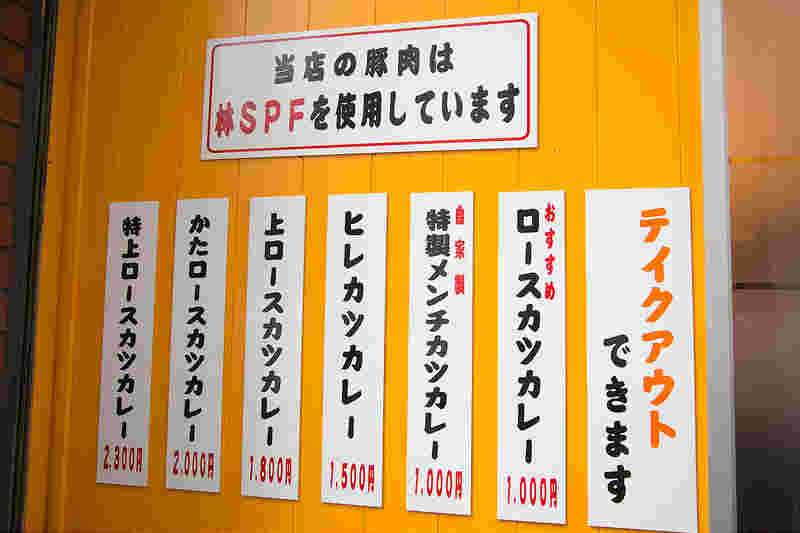 当店の豚肉は
林SPFを使用しています
テイクアウト
できます
おすすめ
ロースカツカレー
1.000円
自家製
特製メンチカツカレー
1.000円
ヒレカツカレー
1.500円
上ロースカツカレー
1.800円
かたロースカツカレー
2.000円
特上ロースカツカレー
2.300円